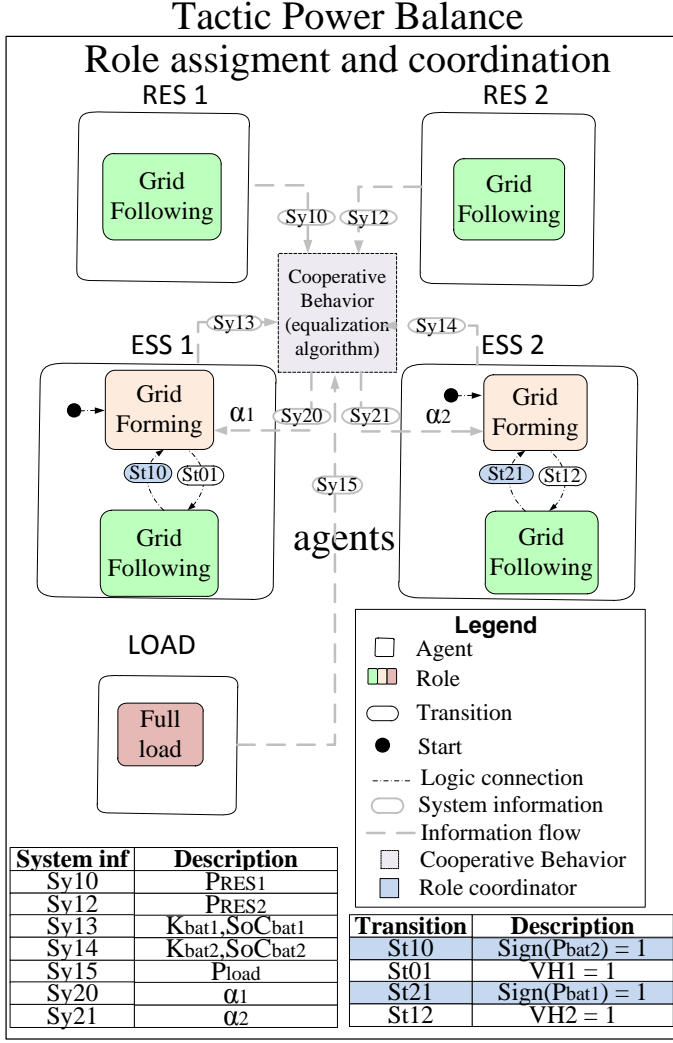 Tactic Power Balance
Role assigment and coordination
RES 1
RES 2
Grid
Following
Grid
Following
Sy10
Sy12
Cooperative
Behavior
(equalization
algorithm)
Sy13
Sy14
ESS 1
ESS 2
Grid
Forming
α1
Sy20
Sy21
α2
Grid
Forming
St10
St01
Sy15
St21
St12
Grid
Following
agents
Grid
Following
LOAD
Full
load
Legend
Agent
Role
Transition
Start
Logic connection
System information
Information flow
Cooperative Behavior
Role coordinator
System inf Description
Sy10 PRES1
Sy12 PRES2
Sy13 Kbat1,SoCbat1
Sy14 Kbat2,SoCbat2
Sy15 Pload
Sy20 α1
Sy21 α2
Transition Description
St10 Sign(Pbat2) = 1
St01 VH1 = 1
St21 Sign(Pbat1) = 1
St12 VH2 = 1